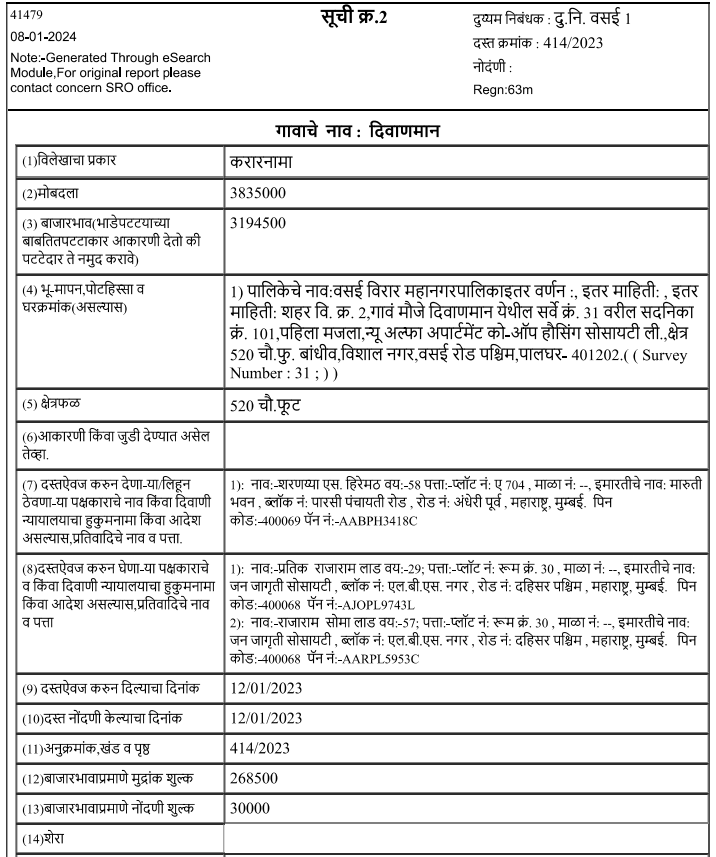 41479
सूची क्र.2
दुय्यम निबंधक : दु.नि. वसई 1
08-01-2024
दस्त क्रमांक : 414/2023
Note:-Generated Through eSearch
Module,For original report please
contact concern SRO office.
नोदंणी :
Regn:63m
गावाचे नाव : दिवाणमान
(1)विलेखाचा प्रकार
करारनामा
(2)मोबदला
3835000
(3) बाजारभाव(भाडेपटटयाच्या
बाबतितपटटाकार आकारणी देतो की
पटटेदार ते नमुद करावे)
3194500
(4) भू-मापन,पोटहिस्सा व
घरक्रमांक(असल्यास)
1) पालिकेचे नाव:वसई विरार महानगरपालिकाइतर वर्णन :, इतर माहिती: , इतर
माहिती: शहर वि. क्र. 2,गावं मौजे दिवाणमान येथील सर्वे क्रं. 31 वरील सदनिका
क्रं. 101,पहिला मजला,न्यू अल्फा अपार्टमेंट को-ऑप हौसिंग सोसायटी ली.,क्षेत्र
520 चौ.फु. बांधीव,विशाल नगर,वसई रोड पश्चिम,पालघर- 401202.( ( Survey
Number : 31 ; ) )
(5) क्षेत्रफळ
520 चौ.फूट
(6)आकारणी किंवा जुडी देण्यात असेल
तेव्हा.
(7) दस्तऐवज करुन देणा-या/लिहून
ठेवणा-या पक्षकाराचे नाव किंवा दिवाणी
न्यायालयाचा हुकुमनामा किंवा आदेश
असल्यास,प्रतिवादिचे नाव व पत्ता.
1): नाव:-शरणय्या एस. हिरेमठ वय:-58 पत्ता:-प्लॉट नं: ए 704 , माळा नं: --, इमारतीचे नाव: मारुती
भवन , ब्लॉक नं: पारसी पंचायती रोड , रोड नं: अंधेरी पूर्व , महाराष्ट्र, मुम्बई. पिन
कोड:-400069 पॅन नं:-AABPH3418C
(8)दस्तऐवज करुन घेणा-या पक्षकाराचे
व किंवा दिवाणी न्यायालयाचा हुकुमनामा
किंवा आदेश असल्यास,प्रतिवादिचे नाव
व पत्ता
1): नाव:-प्रतिक राजाराम लाड वय:-29; पत्ता:-प्लॉट नं: रूम क्रं. 30 , माळा नं: --, इमारतीचे नाव:
जन जागृती सोसायटी , ब्लॉक नं: एल.बी.एस. नगर , रोड नं: दहिसर पश्चिम , महाराष्ट्र, मुम्बई. पिन
कोड:-400068 पॅन नं:-AJOPL9743L
2): नाव:-राजाराम सोमा लाड वय:-57; पत्ता:-प्लॉट नं: रूम क्रं. 30 , माळा नं: --, इमारतीचे नाव:
जन जागृती सोसायटी , ब्लॉक नं: एल.बी.एस. नगर , रोड नं: दहिसर पश्चिम , महाराष्ट्र, मुम्बई. पिन
कोड:-400068 पॅन नं:-AARPL5953C
(9) दस्तऐवज करुन दिल्याचा दिनांक
12/01/2023
(10)दस्त नोंदणी केल्याचा दिनांक
12/01/2023
(11)अनुक्रमांक,खंड व पृष्ठ
414/2023
(12)बाजारभावाप्रमाणे मुद्रांक शुल्क
268500
(13)बाजारभावाप्रमाणे नोंदणी शुल्क
30000
(14)शेरा